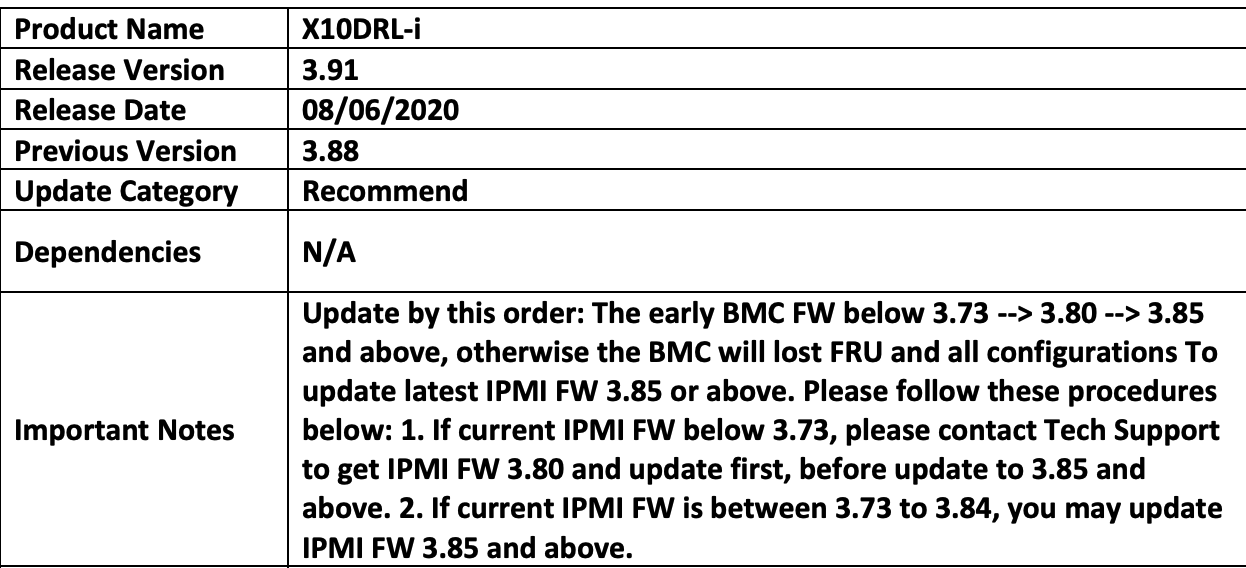 Product Name X10DRL-i
Release Version 3.91
Release Date 08/06/2020
Previous Version 3.88
Update Category Recommend
Dependencies N/A
Important Notes
Update by this order: The early BMC FW below 3.73 --> 3.80 --> 3.85
and above, otherwise the BMC will lost FRU and all configurations To
update latest IPMI FW 3.85 or above. Please follow these procedures
below: 1. If current IPMI FW below 3.73, please contact Tech Support
to get IPMI FW 3.80 and update first, before update to 3.85 and
above. 2. If current IPMI FW is between 3.73 to 3.84, you may update
IPMI FW 3.85 and above.